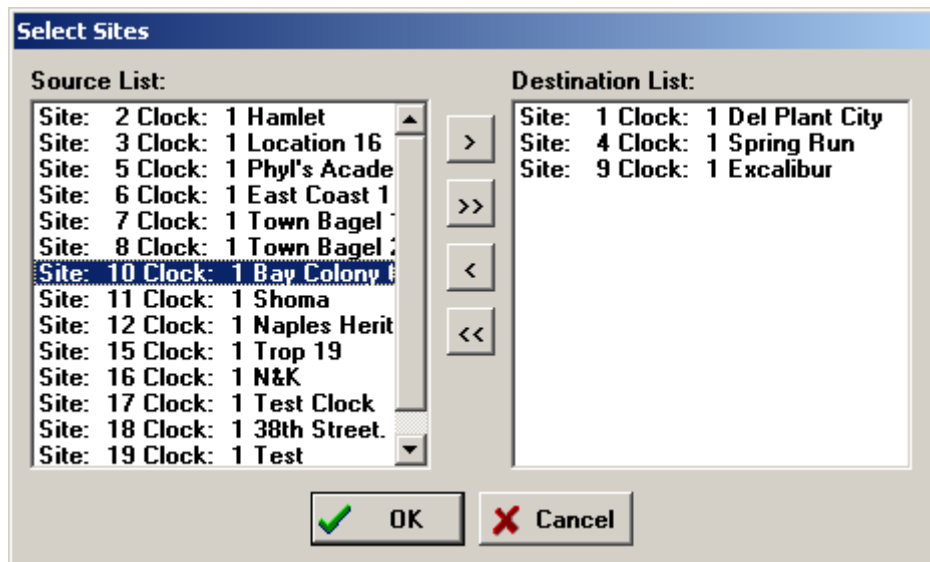 Select Sites
Source List:
Site: 2 Clock: 1 Hamlet
Site: 3 Clock: 1 Location 16
Site: 5 Clock: 1 Phyl's Acade
Site: 6 Clock: 1 East Coast 1
Site: 7 Clock: 1 Town Bagel
Site: 8 Clock: 1 Town Bagel
Site: 10 Clock: 1 Bay Colony
Site: 11 Clock: 1 Shoma
Site: 12 Clock: 1 Naples Herit
Site: 15 Clock: 1 Trop 19
Site: 16 Clock: 1 N&K
Site: 17 Clock: 1 Test Clock
Site: 18 Clock: 1 38th Street.
Site: 19 Clock: 1 Test
>
>>
<
<<
Destination List:
Site: 1 Clock: 1 Del Plant City
Site: 4 Clock: 1 Spring Run
Site: 9 Clock: 1 Excalibur
OK
Cancel